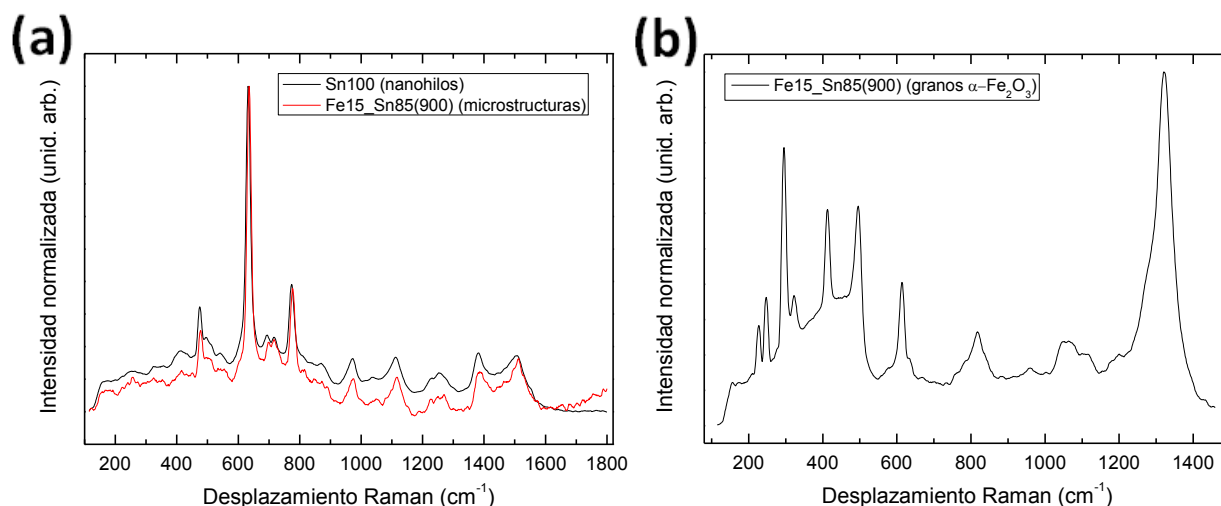 (a)
Sn100 (nanohilos)
Fe15_Sn85(900) (microstructuras)
Intensidad normalizada (unid. arb.)
200 400 600 800 1000 1200 1400 1600 1800
Desplazamiento Raman (cm⁻¹)
(b)
Fe15_Sn85(900) (granos α−Fe₂O₃)
Intensidad normalizada (unid. arb.)
200 400 600 800 1000 1200 1400
Desplazamiento Raman (cm⁻¹)